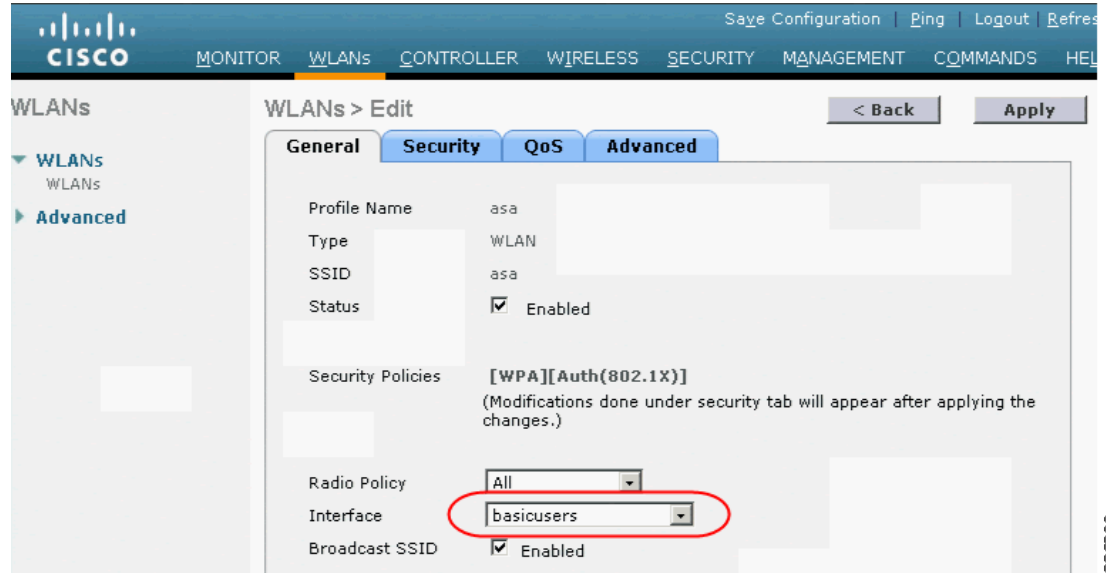 Save Configuration | Ping | Logout | Refres
CISCO MONITOR WLANs CONTROLLER WIRELESS SECURITY MANAGEMENT COMMANDS HEL
WLANs
WLANs
WLANs
Advanced
WLANs > Edit
< Back Apply
General Security QoS Advanced
Profile Name asa
Type WLAN
SSID asa
Status Enabled
Security Policies [WPA][Auth(802.1X)]
(Modifications done under security tab will appear after applying the
changes.)
Radio Policy All
Interface basicusers
Broadcast SSID Enabled